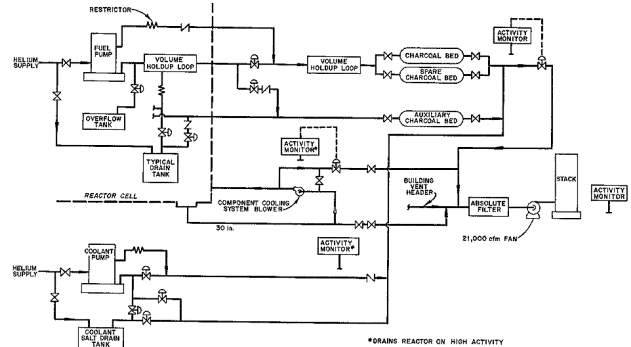 RESTRICTOR
ACTIVITY
MONITOR
FUEL
PUMP
HELIUM
SUPPLY
VOLUME
HOLDUP LOOP
VOLUME
HOLDUP LOOP
CHARCOAL BED
SPARE
CHARCOAL BED
OVERFLOW
TANK
AUXILIARY
CHARCOAL BED
TYPICAL
DRAIN
TANK
ACTIVITY
MONITOR*
REACTOR CELL
COMPONENT COOLING
SYSTEM BLOWER
BUILDING
VENT
HEADER
ABSOLUTE
FILTER
STACK
ACTIVITY
MONITOR
30 in.
21,000 cfm FAN
COOLANT
PUMP
ACTIVITY
MONITOR*
HELIUM
SUPPLY
COOLANT
SALT DRAIN
TANK
*DRAINS REACTOR ON HIGH ACTIVITY